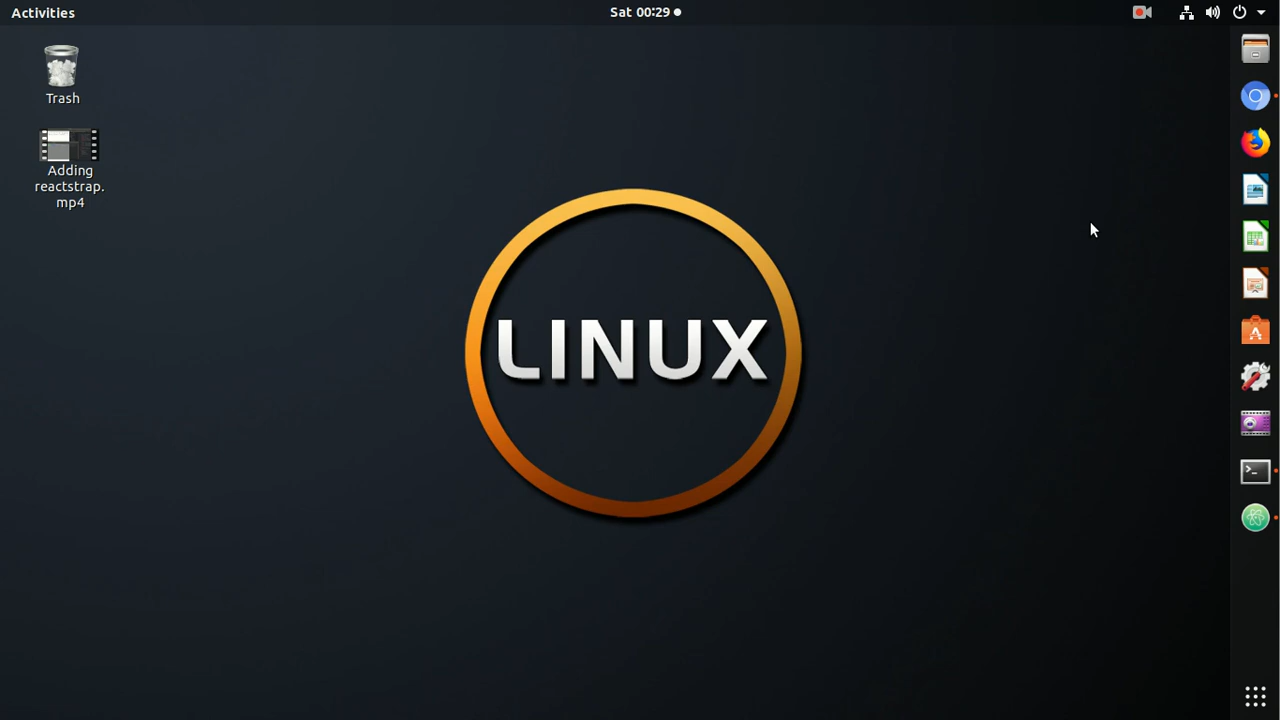 Activities
Sat 00:29
Trash
Adding
reactstrap.
mp4
LINUX